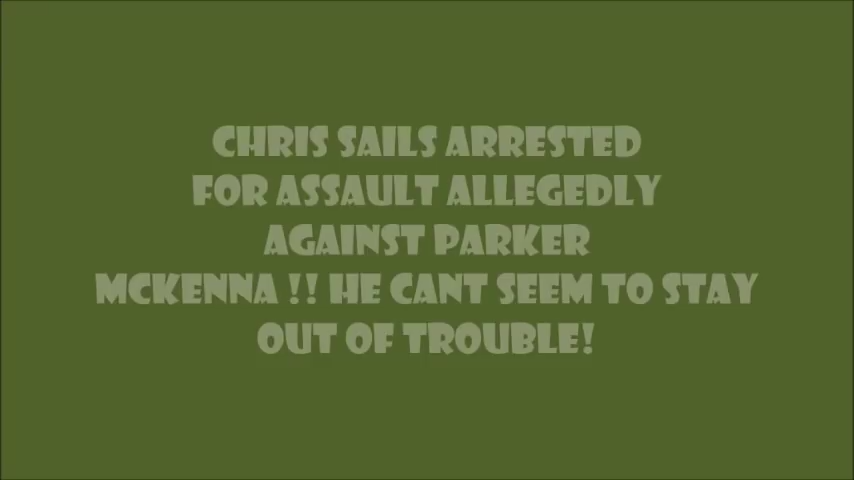 CHRIS SAILS ARRESTED
FOR ASSAULT ALLEGEDLY
AGAINST PARKER
MCKENNA !! HE CANT SEEM TO STAY
OUT OF TROUBLE!